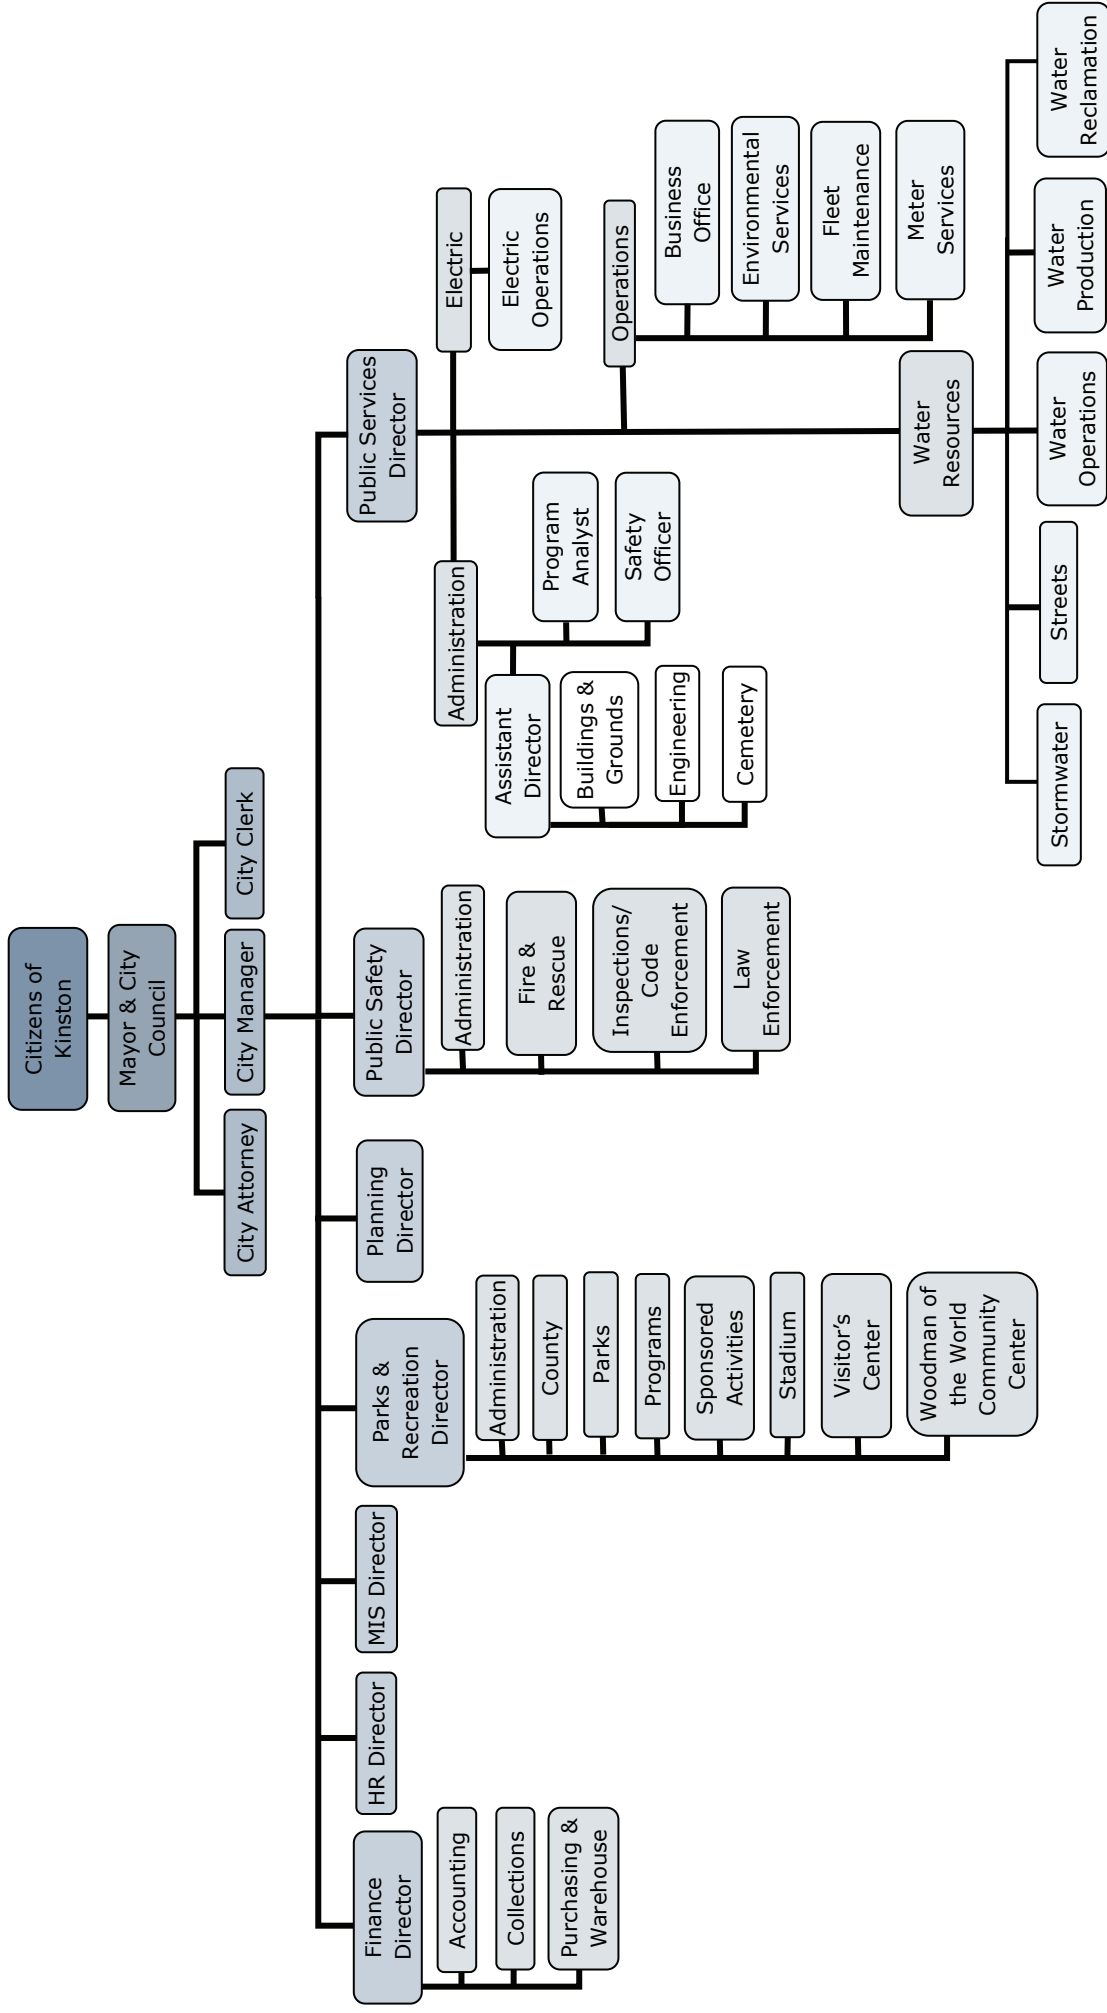 Citizens of
Kinston
Mayor & City
Council
City Attorney
City Manager
City Clerk
Finance
Director
HR Director
MIS Director
Parks &
Recreation
Director
Planning
Director
Public Safety
Director
Public Services
Director
Accounting
Collections
Purchasing &
Warehouse
Administration
County
Parks
Programs
Sponsored
Activities
Stadium
Visitor’s
Center
Woodman of
the World
Community
Center
Administration
Fire &
Rescue
Inspections/
Code
Enforcement
Law
Enforcement
Administration
Assistant
Director
Buildings &
Grounds
Engineering
Cemetery
Program
Analyst
Safety
Officer
Electric
Electric
Operations
Operations
Business
Office
Environmental
Services
Fleet
Maintenance
Meter
Services
Water
Resources
Stormwater
Streets
Water
Operations
Water
Production
Water
Reclamation